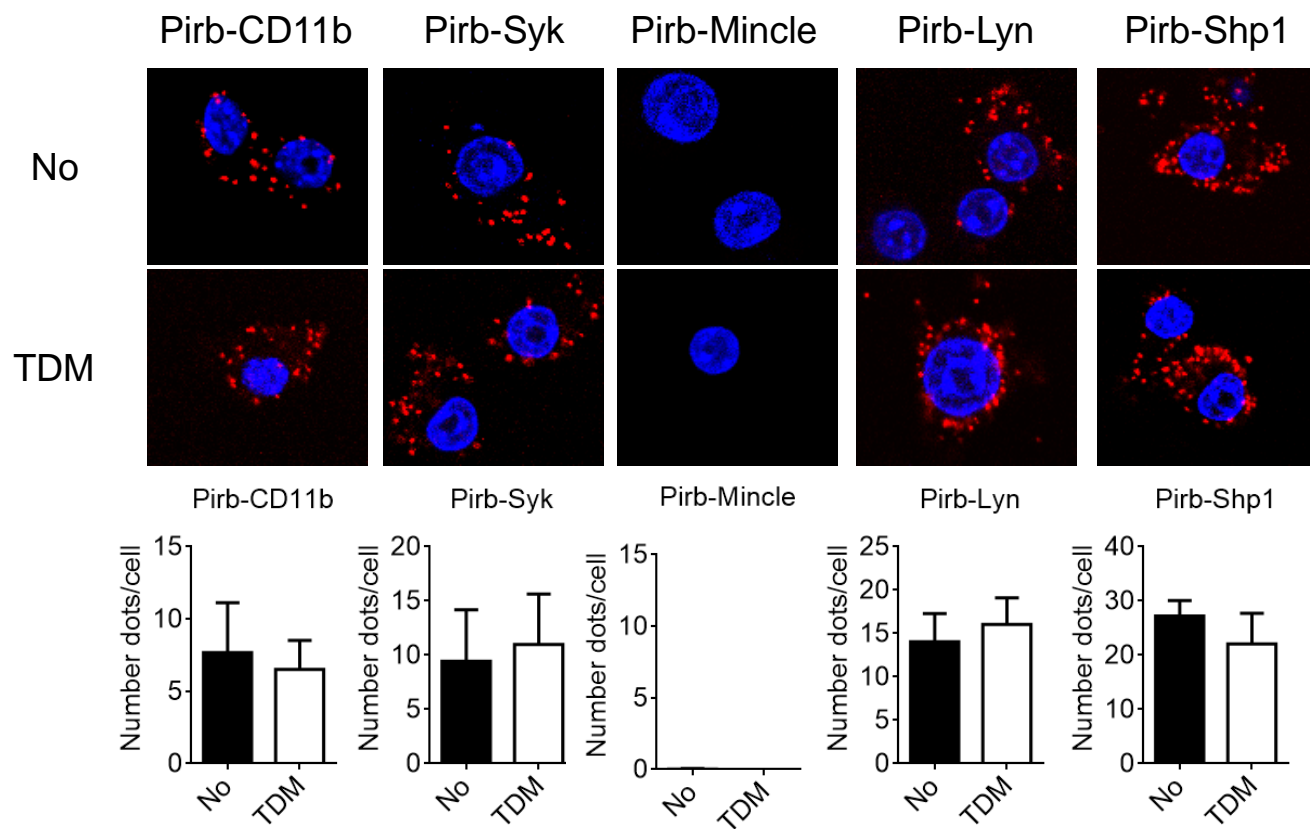 Pirb-CD11b Pirb-Syk Pirb-Mincle Pirb-Lyn Pirb-Shp1
No
TDM
Pirb-CD11b Pirb-Syk Pirb-Mincle Pirb-Lyn Pirb-Shp1
Number dots/cell
15
10
5
0
No TDM
Number dots/cell
20
15
10
5
0
No TDM
Number dots/cell
15
10
5
0
No TDM
Number dots/cell
25
20
15
10
5
0
No TDM
Number dots/cell
40
30
20
10
0
No TDM